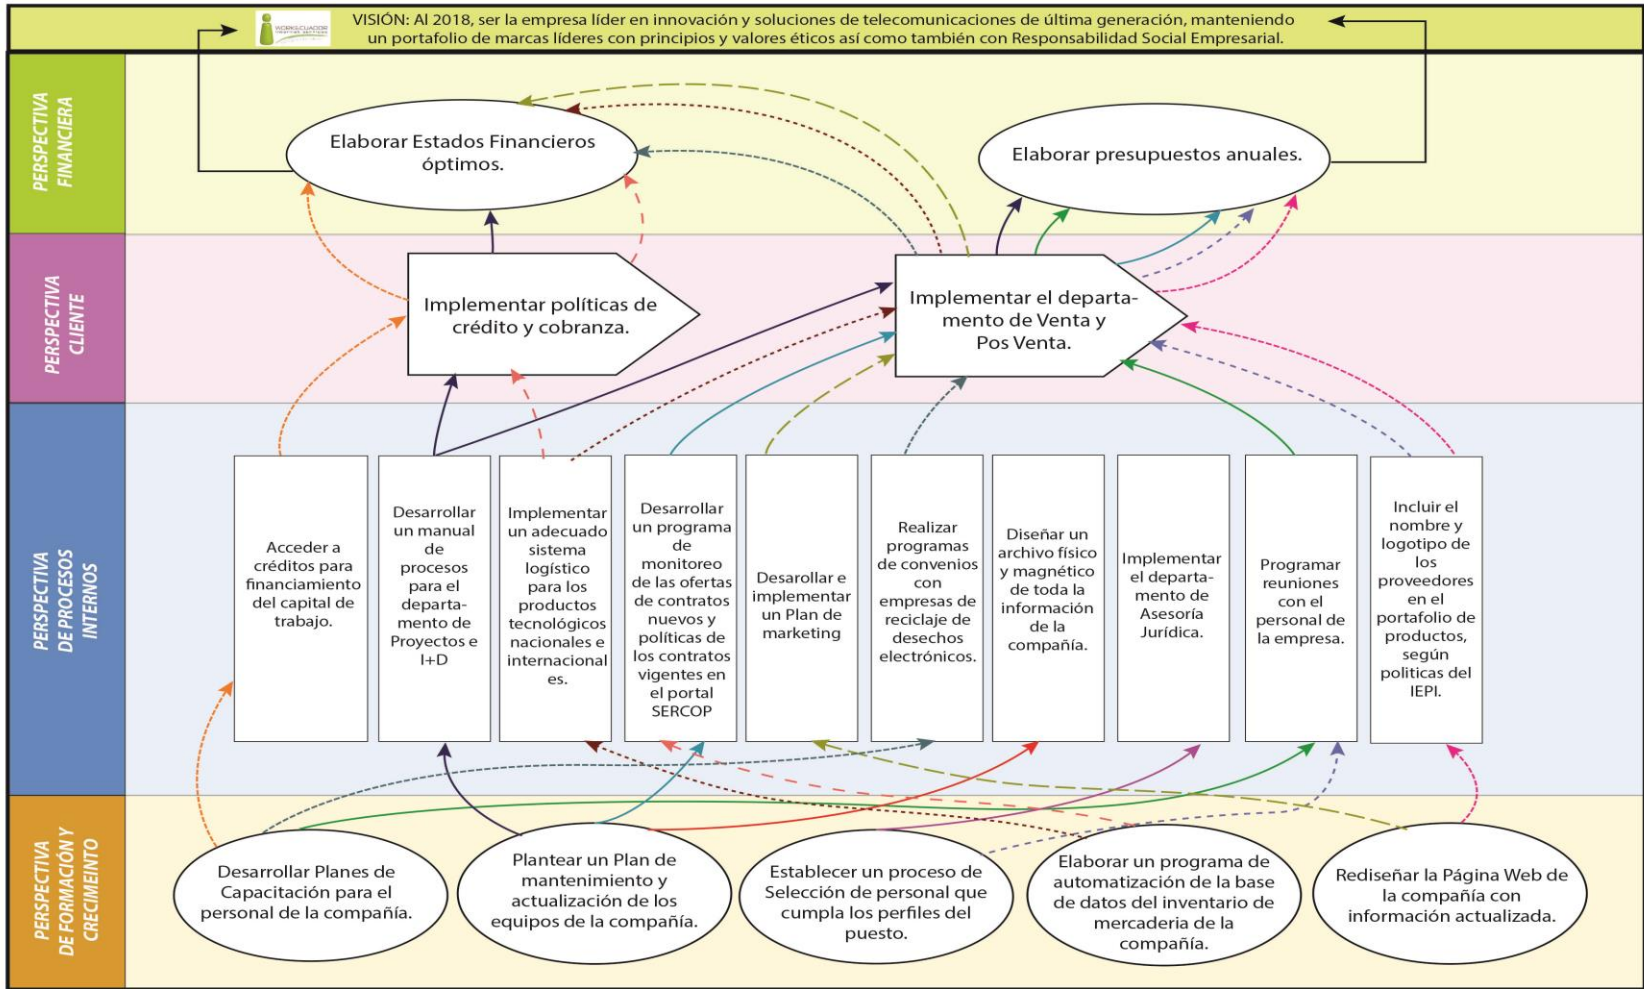 WORKECUADOR
VISIÓN: Al 2018, ser la empresa líder en innovación y soluciones de telecomunicaciones de última generación, manteniendo
un portafolio de marcas líderes con principios y valores éticos así como también con Responsabilidad Social Empresarial.
PERSPECTIVA
FINANCIERA
Elaborar Estados Financieros
óptimos.
Elaborar presupuestos anuales.
PERSPECTIVA
CLIENTE
Implementar políticas de
crédito y cobranza.
Implementar el departa-
mento de Venta y
Pos Venta.
PERSPECTIVA
DE PROCESOS
INTERNOS
Acceder a
créditos para
financiamiento
del capital de
trabajo.
Desarrollar
un manual
de
procesos
para el
departa-
mento de
Proyectos e
I+D
Implementar
un adecuado
sistema
logístico
para los
productos
tecnológicos
nacionales e
internacional
es.
Desarrollar
un programa
de
monitoreo
de las ofertas
de contratos
nuevos y
políticas de
los contratos
vigentes en
el portal
SERCOP
Desarollar e
implementar
un Plan de
marketing
Realizar
programas
de convenios
con
empresas de
reciclaje de
desechos
electrónicos.
Diseñar un
archivo físico
y magnético
de toda la
información
de la
compañía.
Implementar
el departa-
mento de
Asesoría
Jurídica.
Programar
reuniones
con el
personal de
la empresa.
Incluir el
nombre y
logotipo de
los
proveedores
en el
portafolio de
productos,
según
politicas del
IEPI.
PERSPECTIVA
DE FORMACIÓN Y
CRECIMEINTO
Desarrollar Planes de
Capacitación para el
personal de la compañía.
Plantear un Plan de
mantenimiento y
actualización de los
equipos de la compañía.
Establecer un proceso de
Selección de personal que
cumpla los perfiles del
puesto.
Elaborar un programa de
automatización de la base
de datos del inventario de
mercaderia de la
compañía.
Rediseñar la Página Web de
la compañía con
información actualizada.